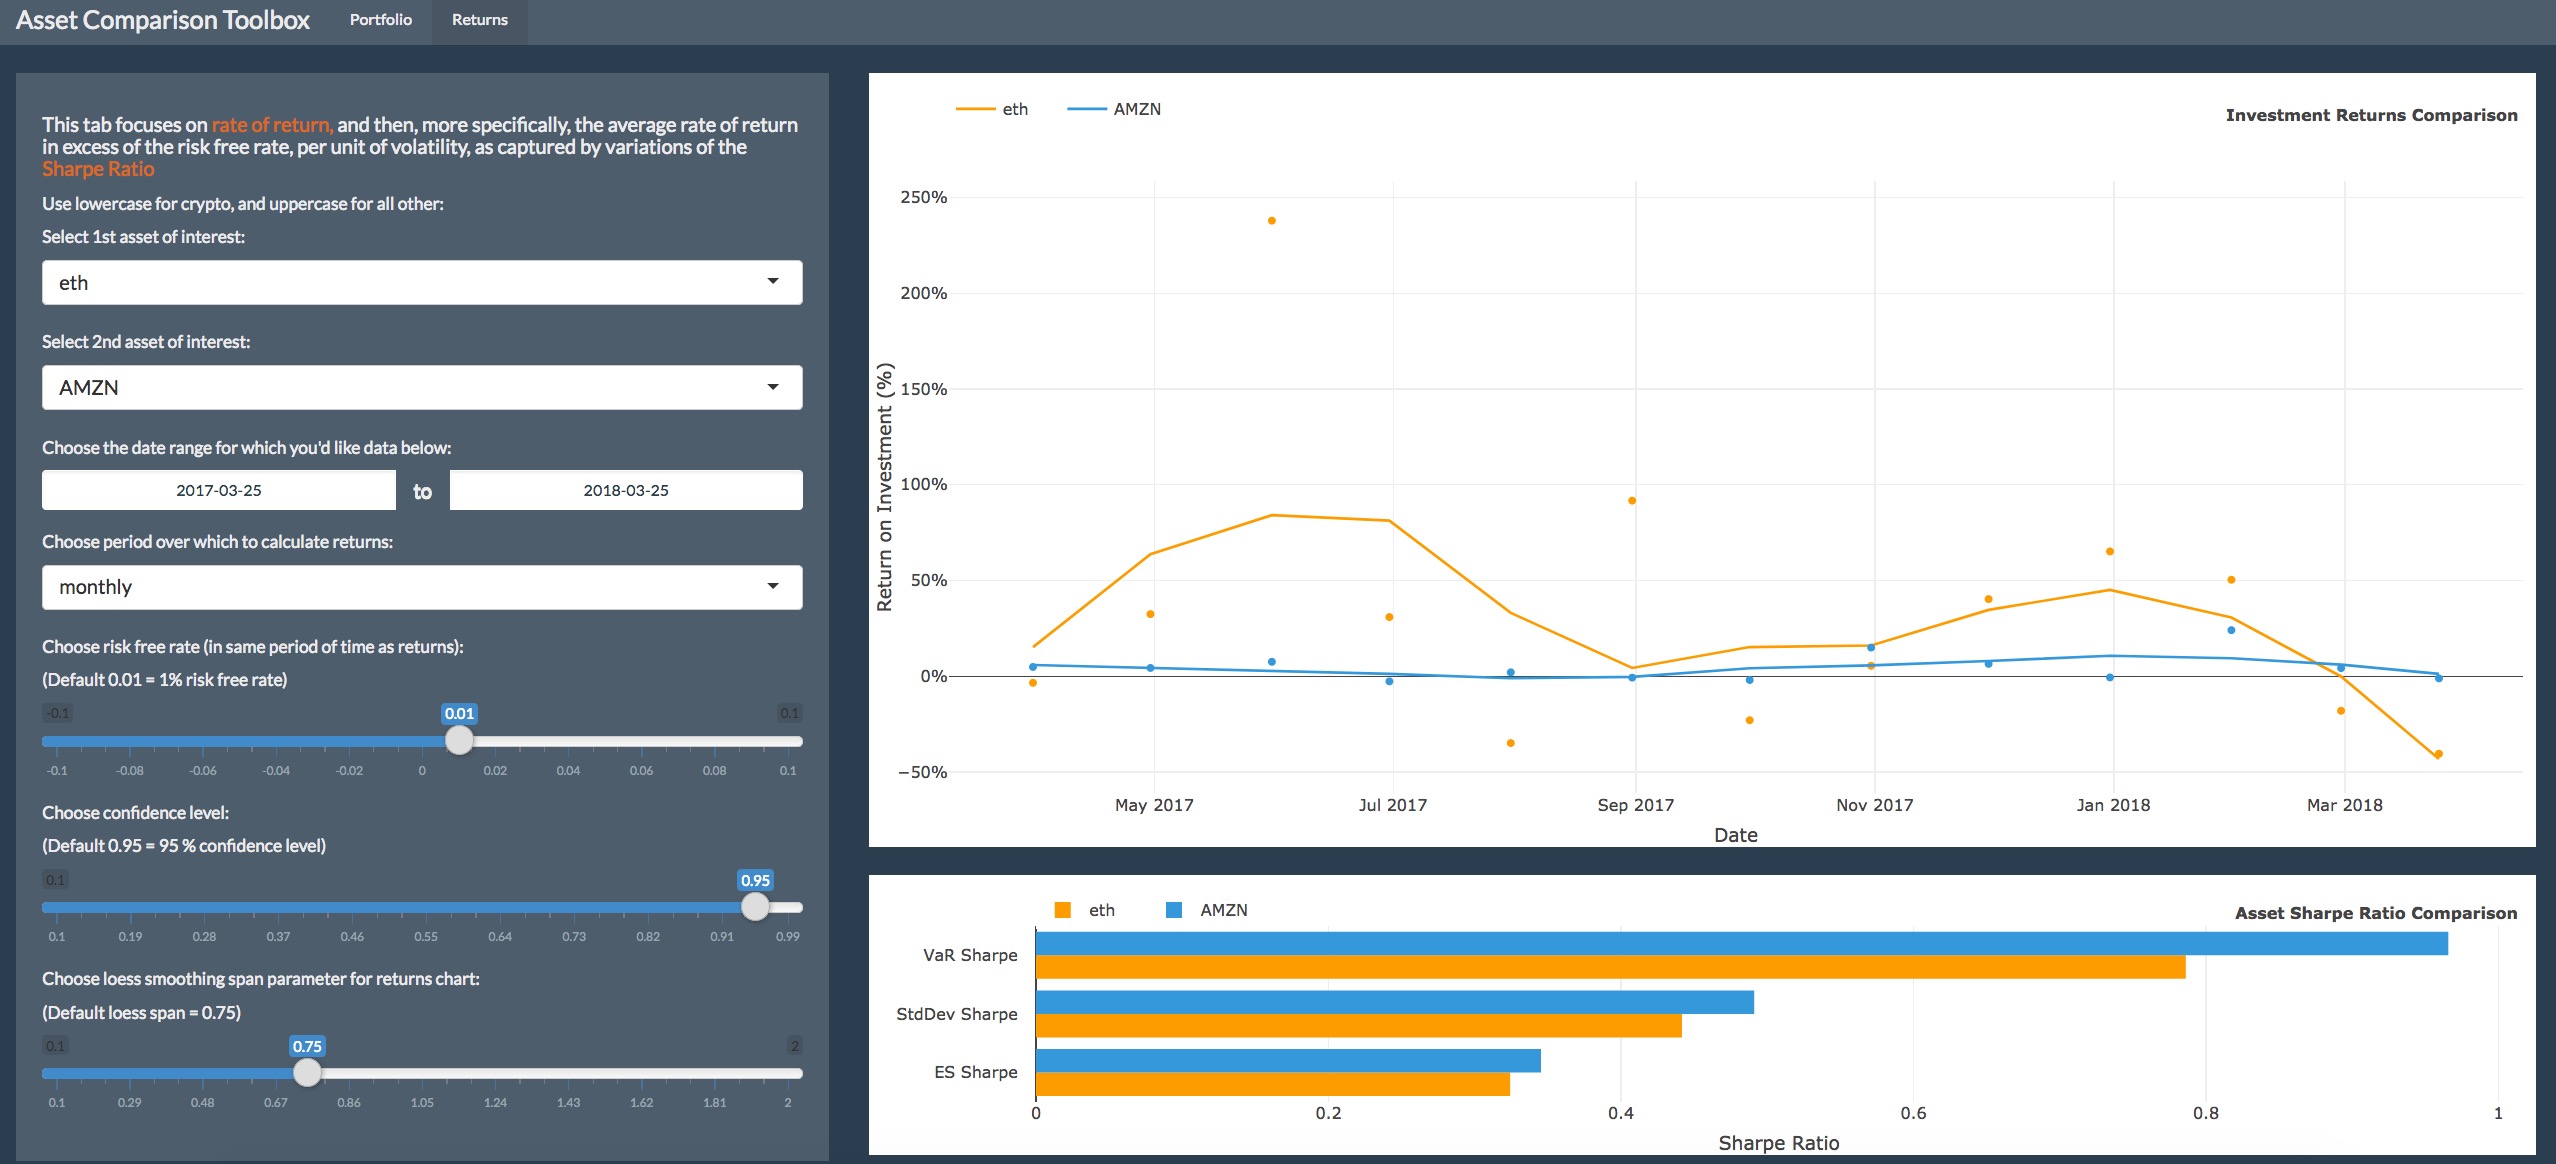 Asset Comparison Toolbox Portfolio Returns
This tab focuses on rate of return, and then, more specifically, the average rate of return
in excess of the risk free rate, per unit of volatility, as captured by variations of the
Sharpe Ratio
Use lowercase for crypto, and uppercase for all other:
Select 1st asset of interest:
eth
Select 2nd asset of interest:
AMZN
Choose the date range for which you'd like data below:
2017-03-25 to 2018-03-25
Choose period over which to calculate returns:
monthly
Choose risk free rate (in same period of time as returns):
(Default 0.01 = 1% risk free rate)
-0.1 0.01 0.1
-0.1 -0.08 -0.06 -0.04 -0.02 0 0.02 0.04 0.06 0.08 0.1
Choose confidence level:
(Default 0.95 = 95 % confidence level)
0.1 0.95
0.1 0.19 0.28 0.37 0.46 0.55 0.64 0.73 0.82 0.91 0.99
Choose loess smoothing span parameter for returns chart:
(Default loess span = 0.75)
0.1 0.75 2
0.1 0.29 0.48 0.67 0.86 1.05 1.24 1.43 1.62 1.81 2
eth AMZN
Investment Returns Comparison
Return on Investment (%)
250%
200%
150%
100%
50%
0%
−50%
May 2017 Jul 2017 Sep 2017 Nov 2017 Jan 2018 Mar 2018
Date
eth AMZN
Asset Sharpe Ratio Comparison
VaR Sharpe
StdDev Sharpe
ES Sharpe
0 0.2 0.4 0.6 0.8 1
Sharpe Ratio